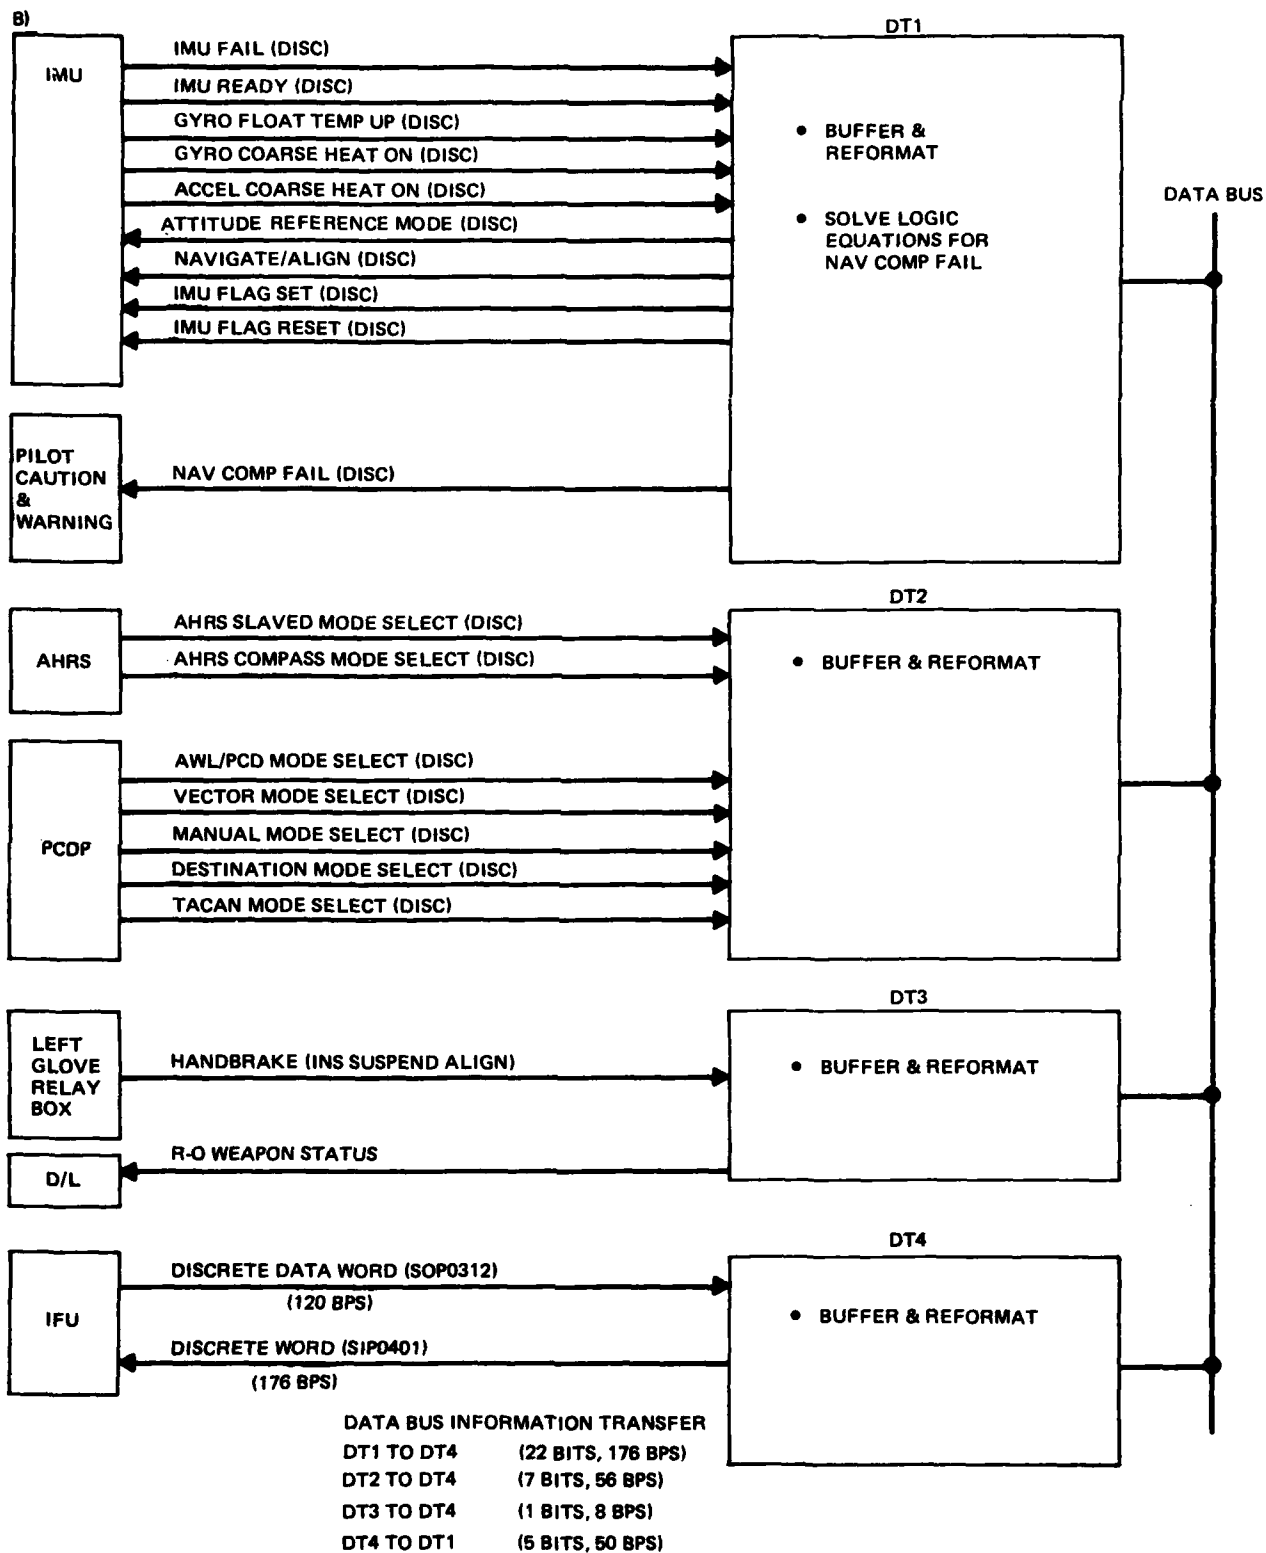 B)
DT1
IMU
IMU FAIL (DISC)
IMU READY (DISC)
GYRO FLOAT TEMP UP (DISC)
GYRO COARSE HEAT ON (DISC)
ACCEL COARSE HEAT ON (DISC)
ATTITUDE REFERENCE MODE (DISC)
NAVIGATE/ALIGN (DISC)
IMU FLAG SET (DISC)
IMU FLAG RESET (DISC)
• BUFFER &
REFORMAT
• SOLVE LOGIC
EQUATIONS FOR
NAV COMP FAIL
DATA BUS
PILOT
CAUTION
&
WARNING
NAV COMP FAIL (DISC)
DT2
AHRS
AHRS SLAVED MODE SELECT (DISC)
AHRS COMPASS MODE SELECT (DISC)
• BUFFER & REFORMAT
PCDP
AWL/PCD MODE SELECT (DISC)
VECTOR MODE SELECT (DISC)
MANUAL MODE SELECT (DISC)
DESTINATION MODE SELECT (DISC)
TACAN MODE SELECT (DISC)
DT3
LEFT
GLOVE
RELAY
BOX
HANDBRAKE (INS SUSPEND ALIGN)
• BUFFER & REFORMAT
D/L
R-O WEAPON STATUS
DT4
IFU
DISCRETE DATA WORD (SOP0312)
(120 BPS)
DISCRETE WORD (SIP0401)
(176 BPS)
• BUFFER & REFORMAT
DATA BUS INFORMATION TRANSFER
DT1 TO DT4 (22 BITS, 176 BPS)
DT2 TO DT4 (7 BITS, 56 BPS)
DT3 TO DT4 (1 BITS, 8 BPS)
DT4 TO DT1 (5 BITS, 50 BPS)